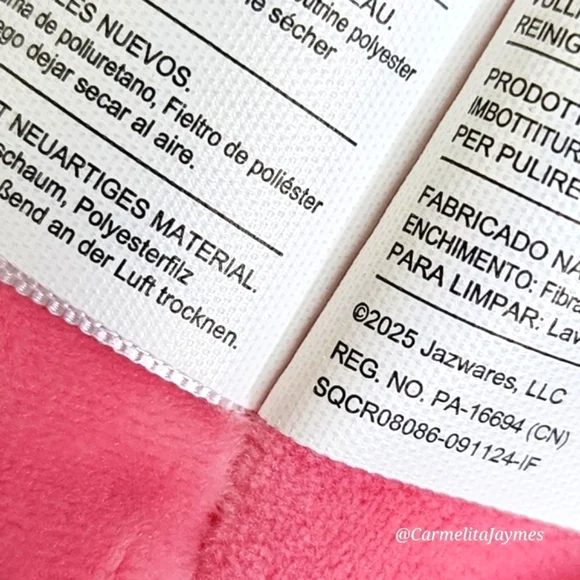 AU.
utrine polyester
e sécher
LES NUEVOS.
ma de poliuretano, Fieltro de poliéster
ego dejar secar al aire.
T NEUARTIGES MATERIAL.
schaum, Polyesterfilz
ßend an der Luft trocknen.
REINIG
PRODOTT
IMBOTTITUR
PER PULIRE
FABRICADO NA
ENCHIMENTO: Fibra
PARA LIMPAR: Lav
©2025 Jazwares, LLC
REG. NO. PA-16694 (CN)
SQCR08086-091124-IF
@CarmelitaJaymes